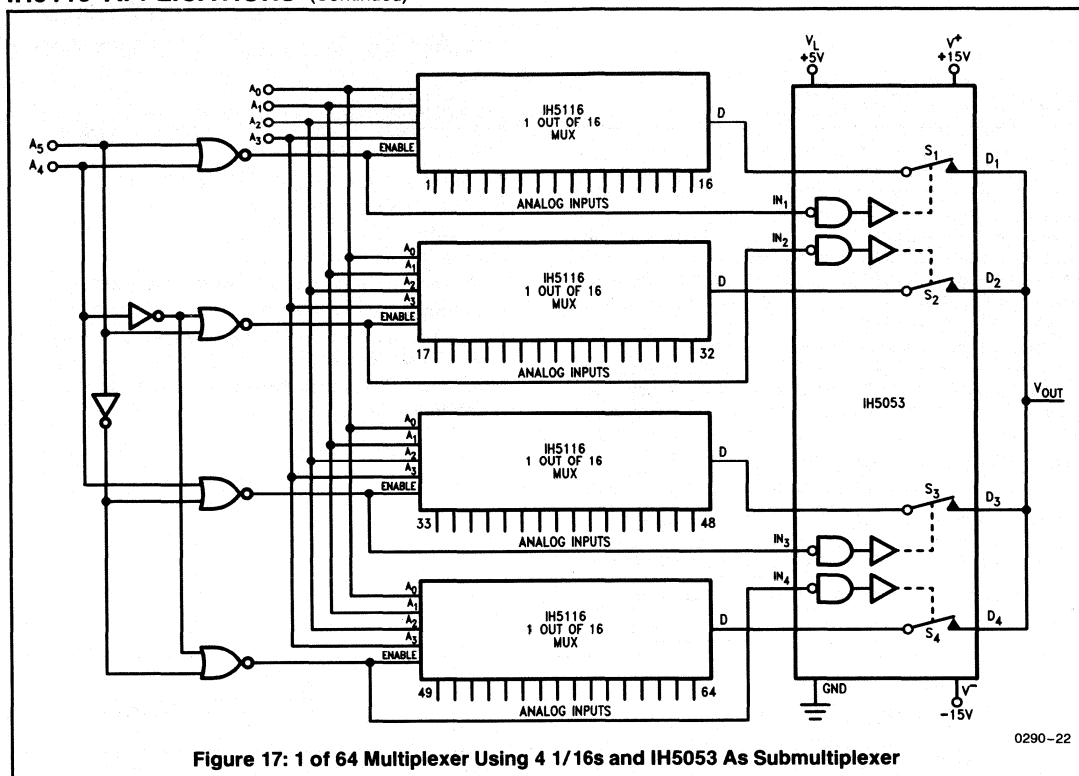 IH5116 APPLICATIONS (Continued)
VL
+5V
V+
+15V
A0
A1
A2
A3
A5
A4
ENABLE
IH5116
1 OUT OF 16
MUX
D
1
16
ANALOG INPUTS
S1
D1
IN1
IN2
A0
A1
A2
A3
ENABLE
IH5116
1 OUT OF 16
MUX
D
17
32
ANALOG INPUTS
S2
D2
IH5053
VOUT
A0
A1
A2
A3
ENABLE
IH5116
1 OUT OF 16
MUX
D
33
48
ANALOG INPUTS
S3
D3
IN3
IN4
A0
A1
A2
A3
ENABLE
IH5116
1 OUT OF 16
MUX
D
49
64
ANALOG INPUTS
S4
D4
GND
V-
-15V
0290-22
Figure 17: 1 of 64 Multiplexer Using 4 1/16s and IH5053 As Submultiplexer